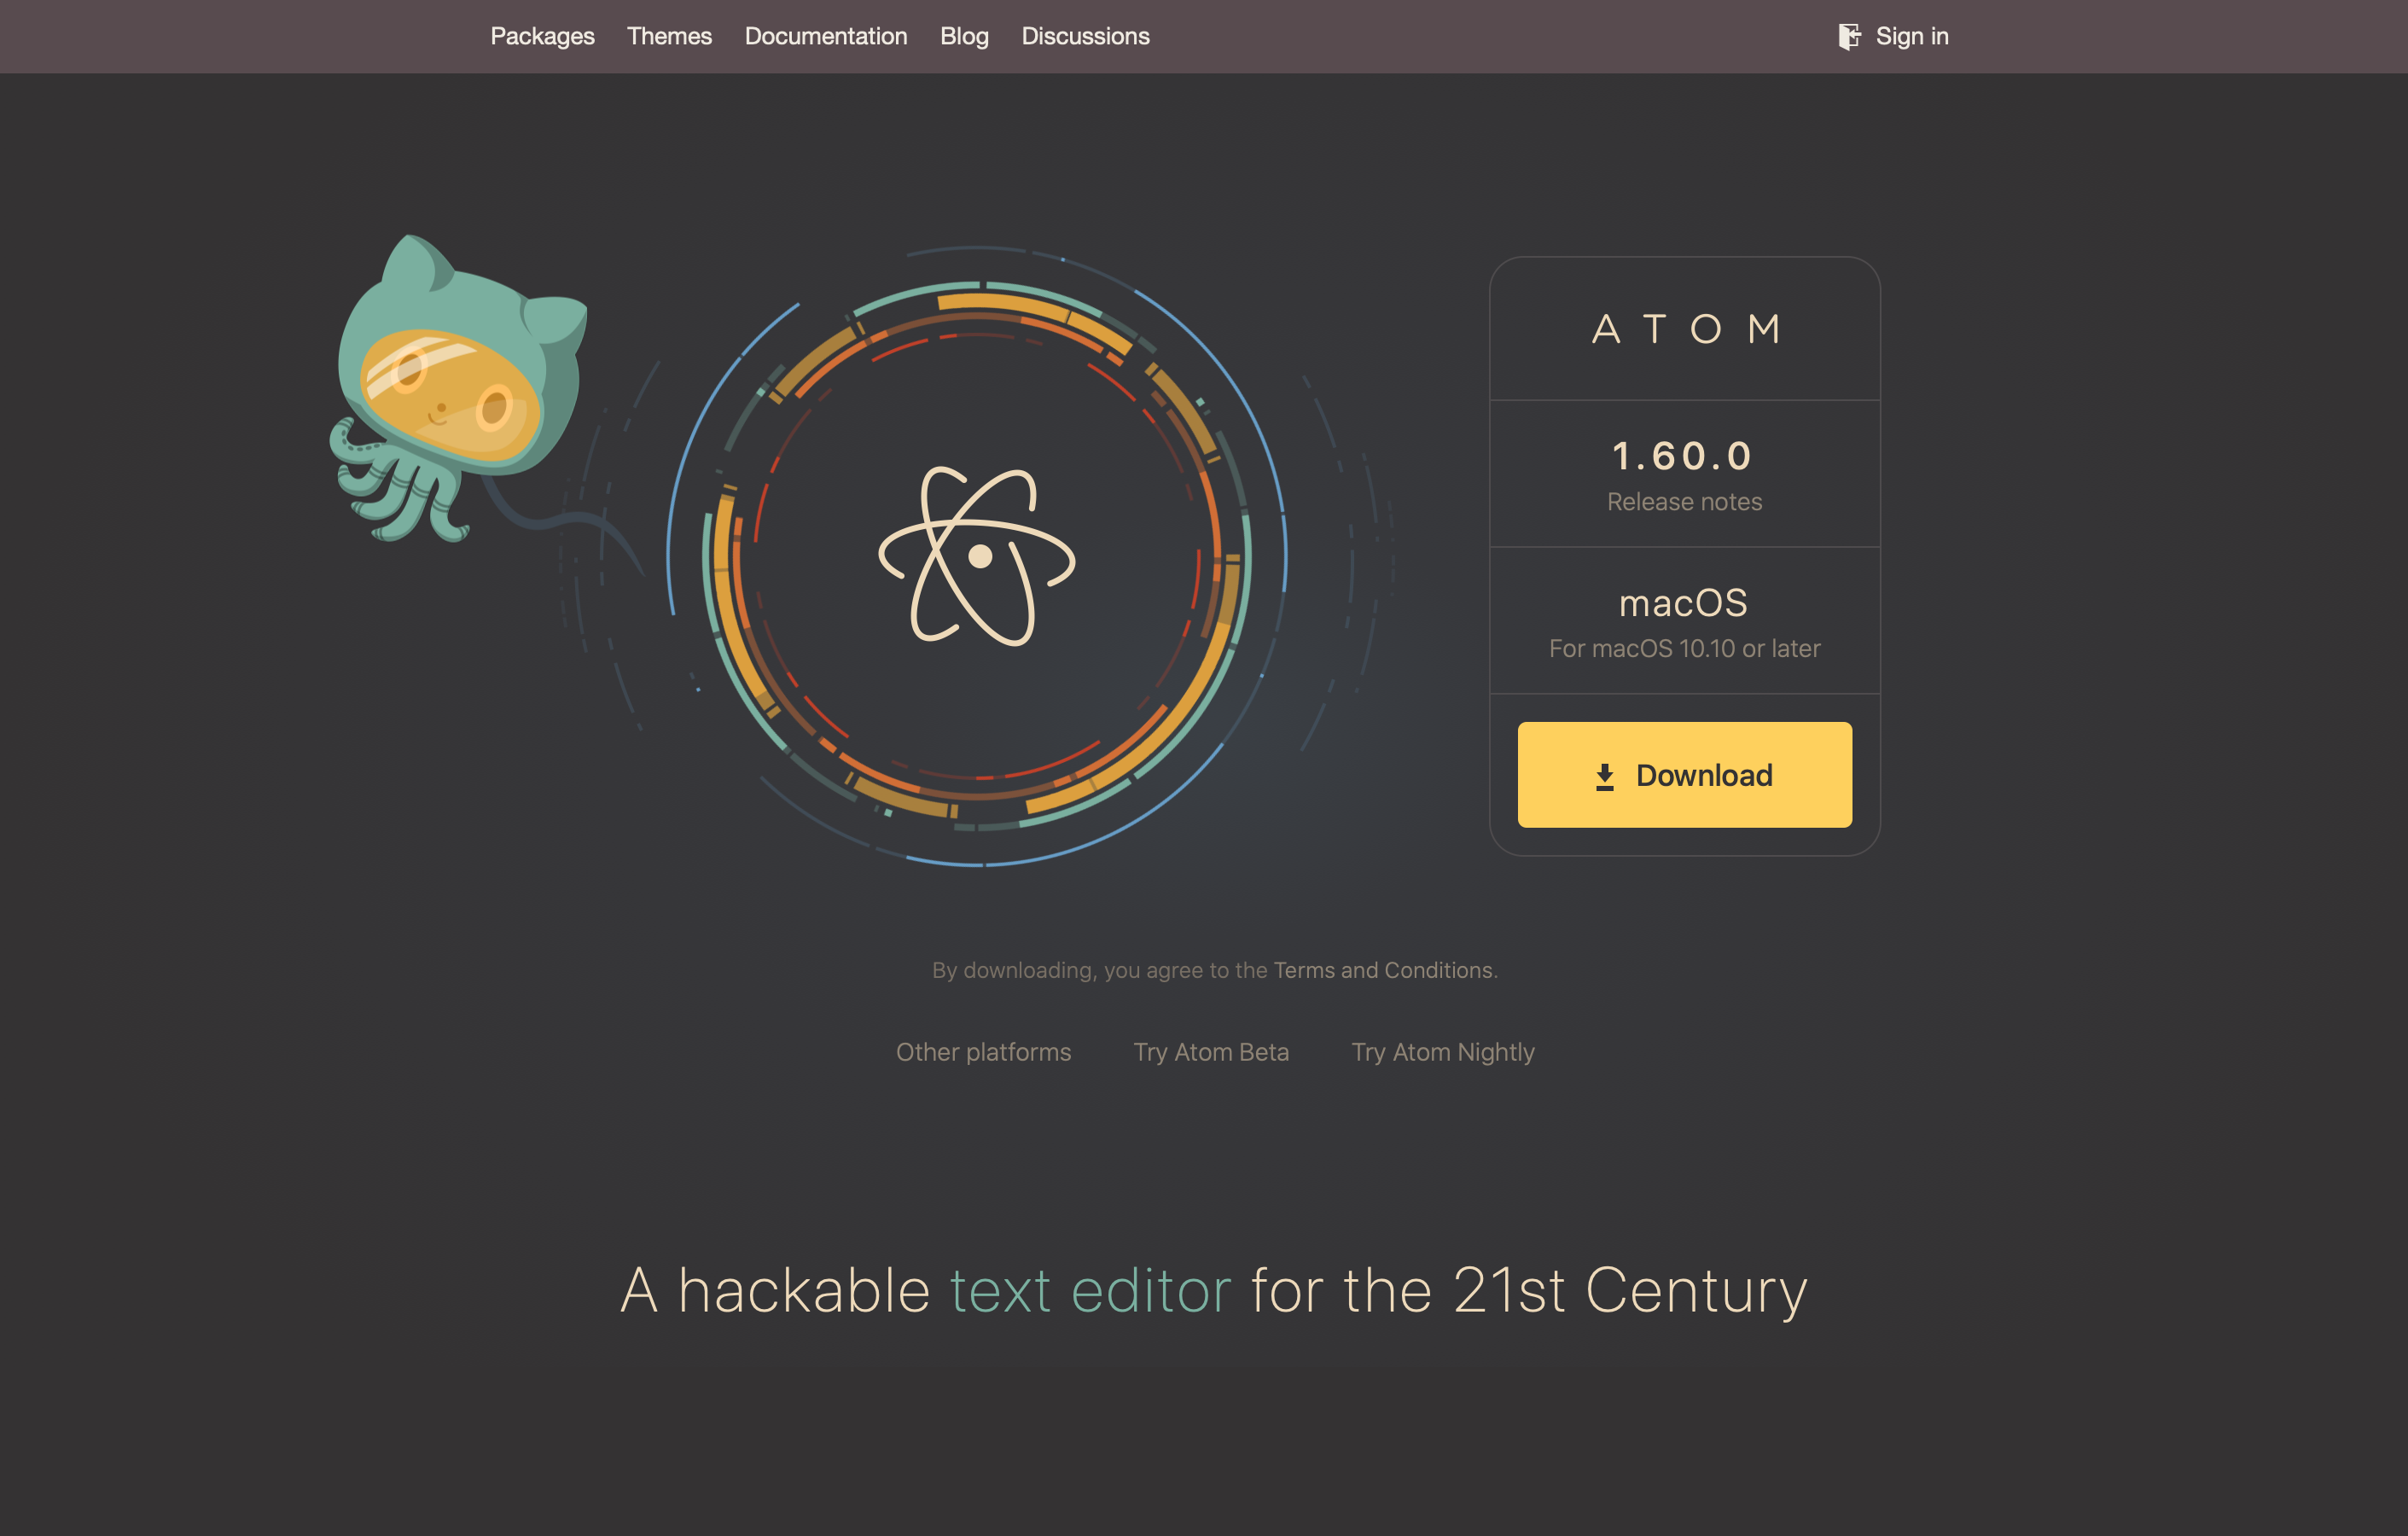 Packages Themes Documentation Blog Discussions Sign in
ATOM
1.60.0
Release notes
macOS
For macOS 10.10 or later
Download
By downloading, you agree to the Terms and Conditions.
Other platforms Try Atom Beta Try Atom Nightly
A hackable text editor for the 21st Century